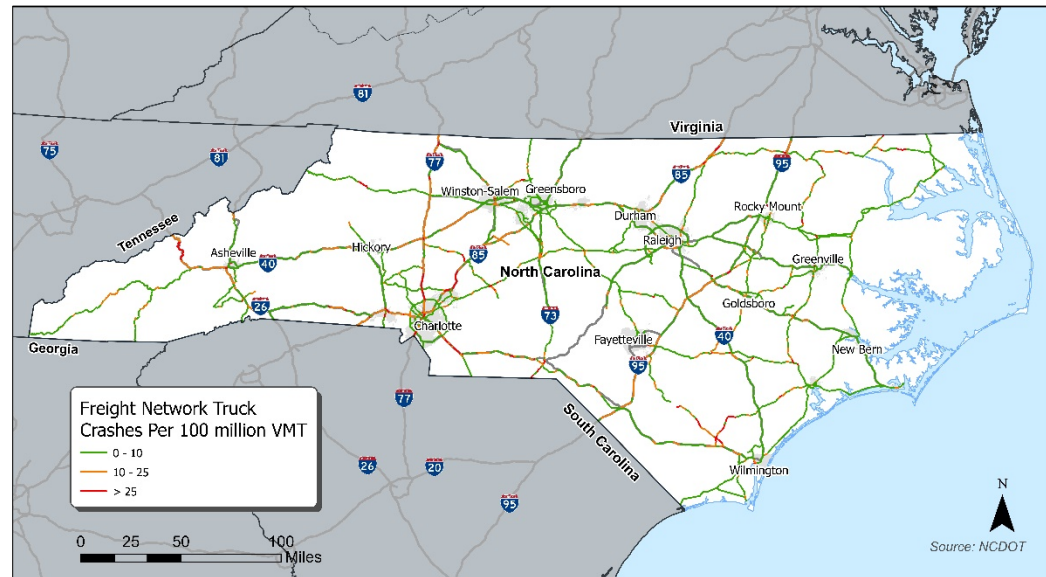 81
Virginia
75
81
77
85
95
Winston-Salem
Greensboro
Durham
Rocky Mount
Tennessee
Raleigh
Asheville
Hickory
40
85
North Carolina
Greenville
26
Goldsboro
Charlotte
73
Fayetteville
40
New Bern
Georgia
95
77
South Carolina
26
20
Wilmington
95
Freight Network Truck
Crashes Per 100 million VMT
0 - 10
10 - 25
> 25
N
0 25 50 100
Miles
Source: NCDOT